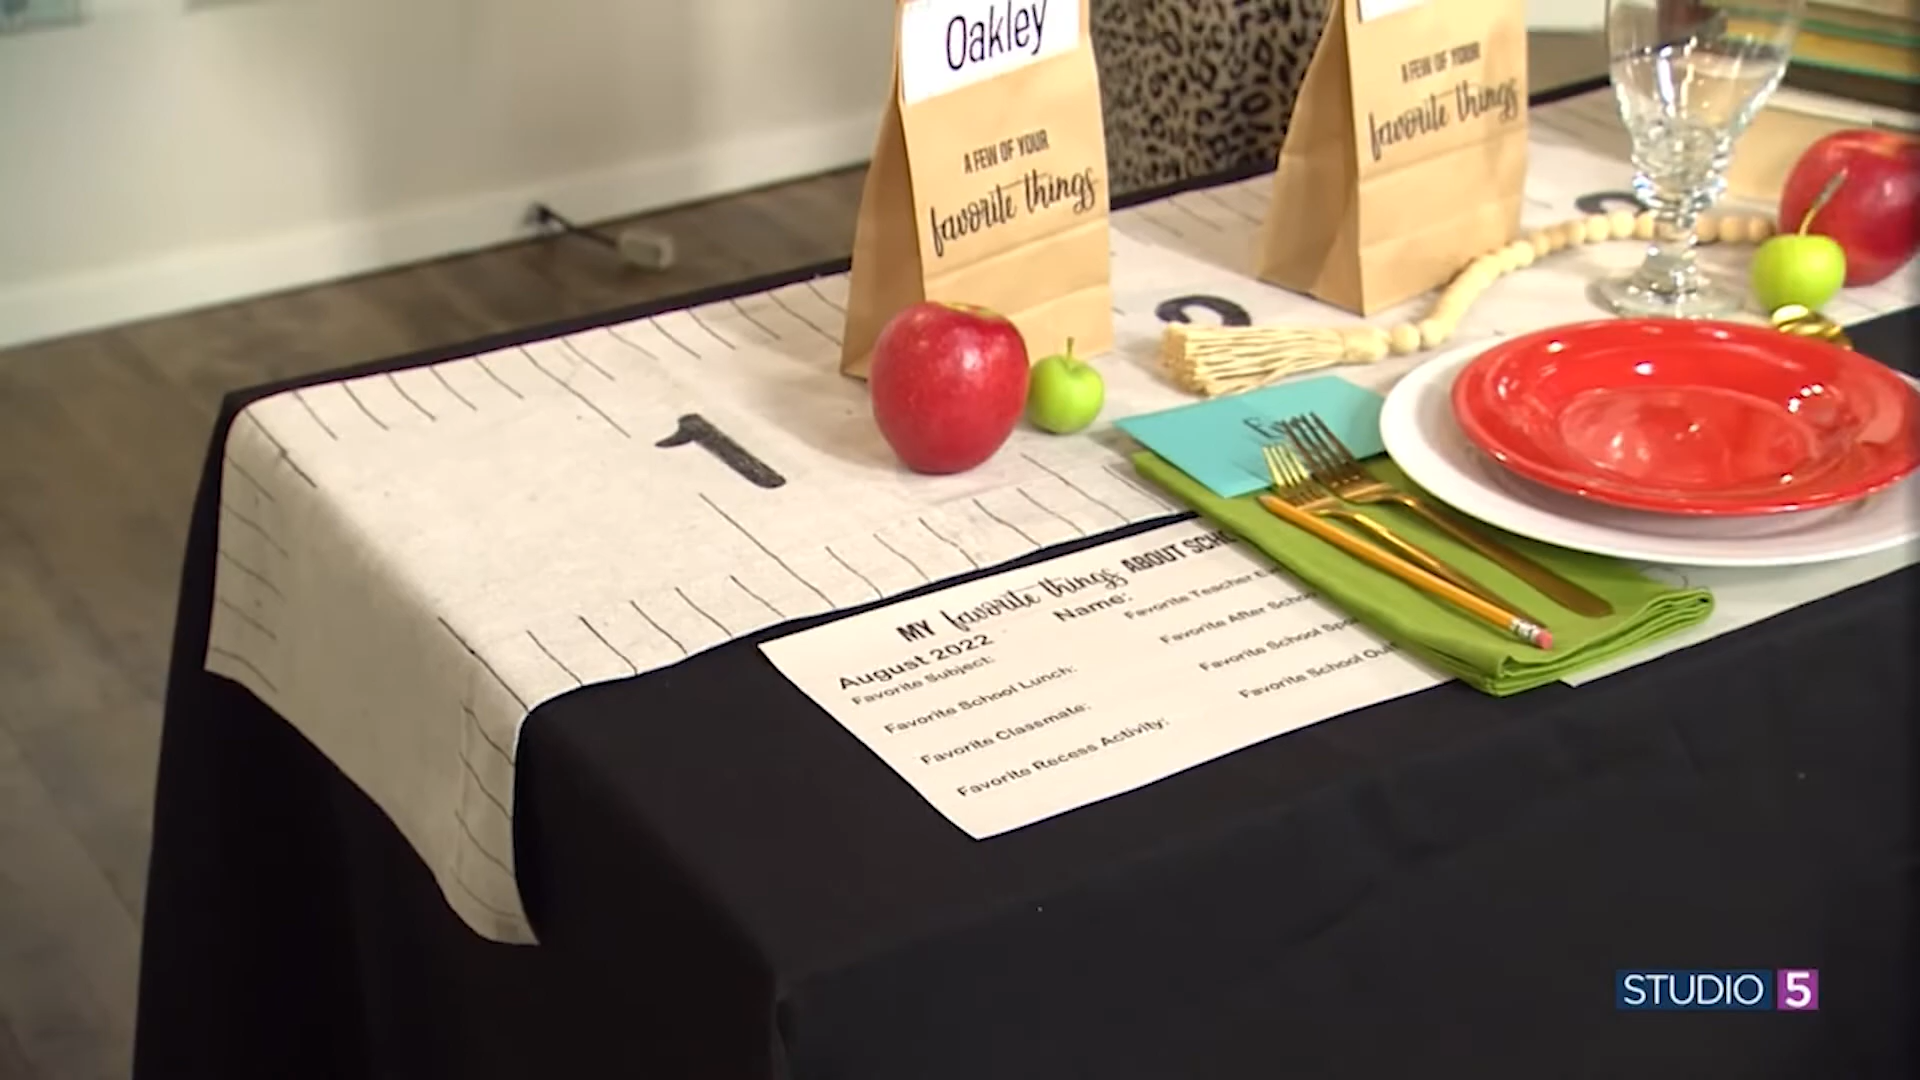 Oakley
A FEW OF YOUR
favorite things
A FEW OF YOUR
favorite things
1
2
MY favorite things ABOUT
August 2022
Name:
Favorite Subject:
Favorite Teacher
Favorite School Lunch:
Favorite After
Favorite Classmate:
Favorite School
Favorite Recess Activity:
Favorite School
STUDIO 5